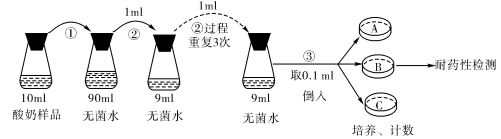 ① 1ml ② 1ml ②过程 重复3次 ③
取0.1 ml
倒入
A
B
C
耐药性检测
10ml 90ml 9ml 9ml
酸奶样品 无菌水 无菌水 无菌水
培养、计数